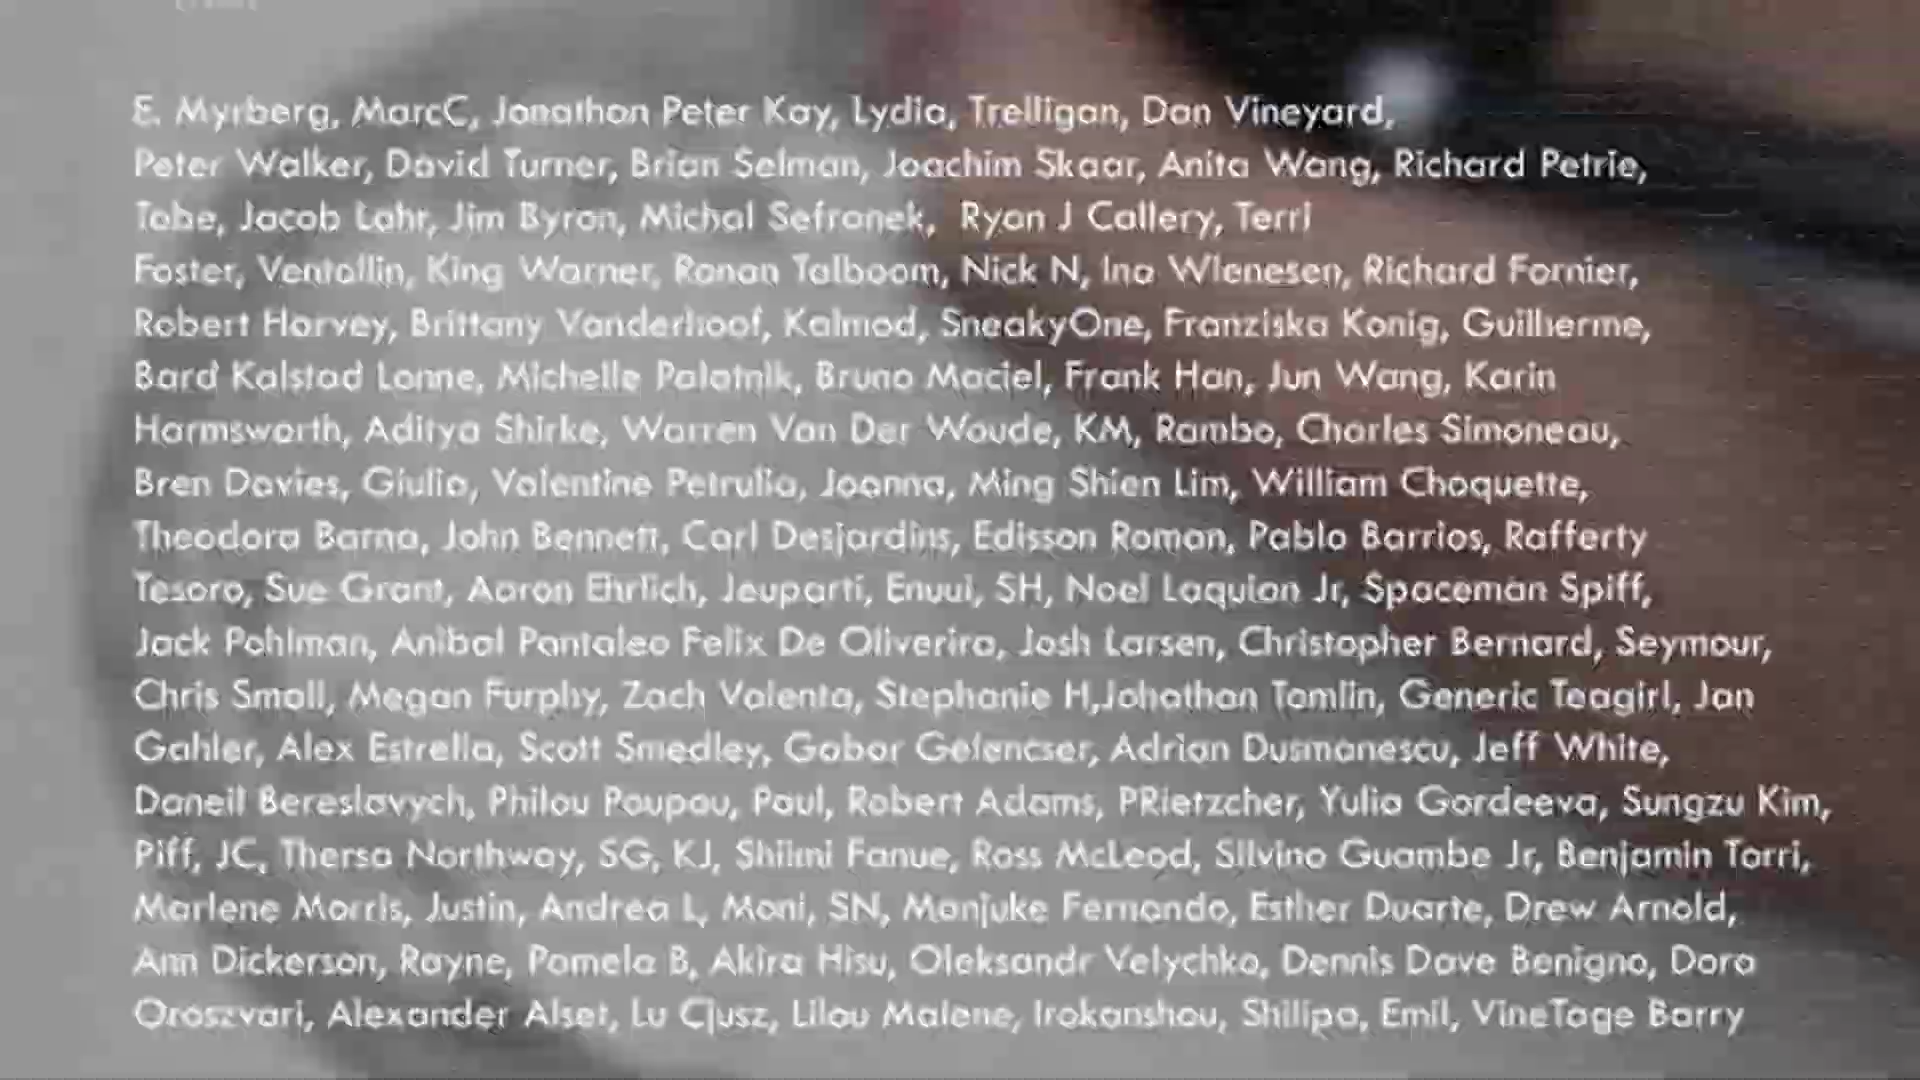 E. Myrberg, MarcC, Jonathon Peter Kay, Lydia, Trelligan, Dan Vineyard,
Peter Walker, David Turner, Brian Selman, Joachim Skaar, Anita Wang, Richard Petrie,
Tobe, Jacob Lahr, Jim Byron, Michal Sefranek, Ryan J Callery, Terri
Foster, Ventollin, King Warner, Ronan Talboom, Nick N, Ina Wienesen, Richard Fornier,
Robert Harvey, Brittany Vanderhoof, Kalmod, SneakyOne, Franziska Konig, Guilherme,
Bard Kalstad Lonne, Michelle Palatnik, Bruno Maciel, Frank Han, Jun Wang, Karin
Harmsworth, Aditya Shirke, Warren Van Der Woude, KM, Rambo, Charles Simoneau,
Bren Davies, Giulia, Valentine Petrulia, Joanna, Ming Shien Lim, William Choquette,
Theodora Barna, John Bennett, Carl Desjardins, Edisson Roman, Pablo Barrios, Rafferty
Tesoro, Sue Grant, Aaron Ehrlich, Jeuparti, Enuui, SH, Noel Laquian Jr, Spaceman Spiff,
Jack Pohlman, Anibal Pantaleo Felix De Oliverira, Josh Larsen, Christopher Bernard, Seymour,
Chris Small, Megan Furphy, Zach Valenta, Stephanie H,Johathan Tomlin, Generic Teagirl, Jan
Gahler, Alex Estrella, Scott Smedley, Gabor Gelencser, Adrian Dusmanescu, Jeff White,
Daneil Bereslavych, Philou Poupou, Paul, Robert Adams, PRietzcher, Yulia Gordeeva, Sungzu Kim,
Piff, JC, Thersa Northway, SG, KJ, Shiimi Fanue, Ross McLeod, Silvino Guambe Jr, Benjamin Torri,
Marlene Morris, Justin, Andrea L, Moni, SN, Manjuke Fernando, Esther Duarte, Drew Arnold,
Ann Dickerson, Rayne, Pamela B, Akira Hisu, Oleksandr Velychko, Dennis Dave Benigno, Dora
Oroszvari, Alexander Alset, Lu Cjusz, Lilou Malene, Irokanshou, Shilipa, Emil, VineTage Barry